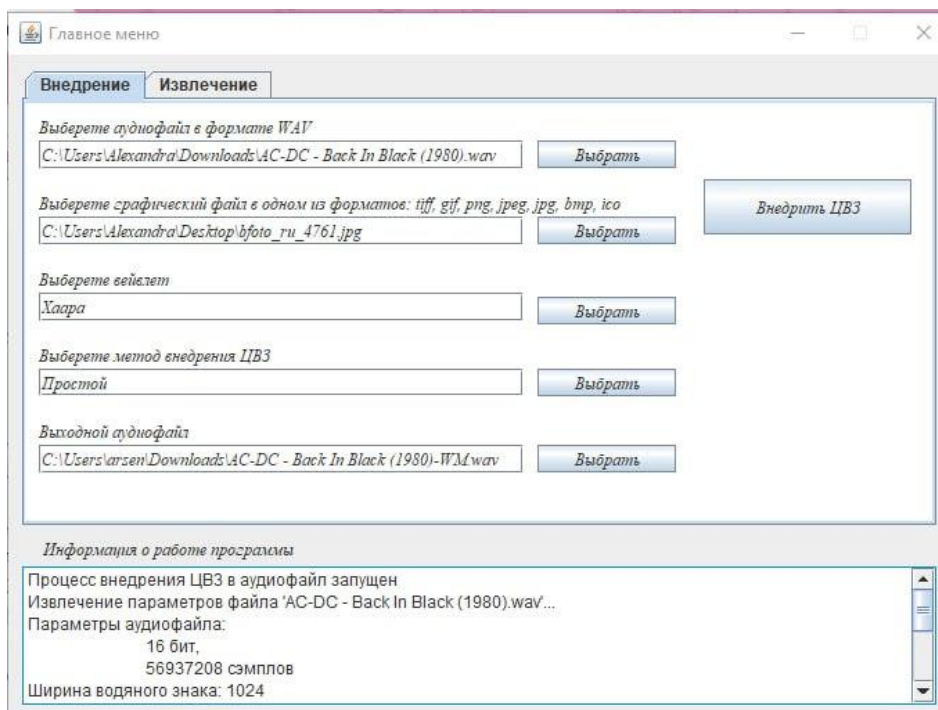 Главное меню
Внедрение Извлечение
Выберете аудиофайл в формате WAV
C:\Users\Alexandra\Downloads\AC-DC - Back In Black (1980).wav Выбрать
Выберете графический файл в одном из форматов: tiff, gif, png, jpeg, jpg, bmp, ico
Внедрить ЦВЗ
C:\Users\Alexandra\Desktop\bfoto_ru_4761.jpg Выбрать
Выберете вейвлет
Хаара Выбрать
Выберете метод внедрения ЦВЗ
Простой Выбрать
Выходной аудиофайл
C:\Users\arsen\Downloads\AC-DC - Back In Black (1980)-WM.wav Выбрать
Информация о работе программы
Процесс внедрения ЦВЗ в аудиофайл запущен
Извлечение параметров файла 'AC-DC - Back In Black (1980).wav'...
Параметры аудиофайла:
16 бит,
56937208 сэмплов
Ширина водяного знака: 1024